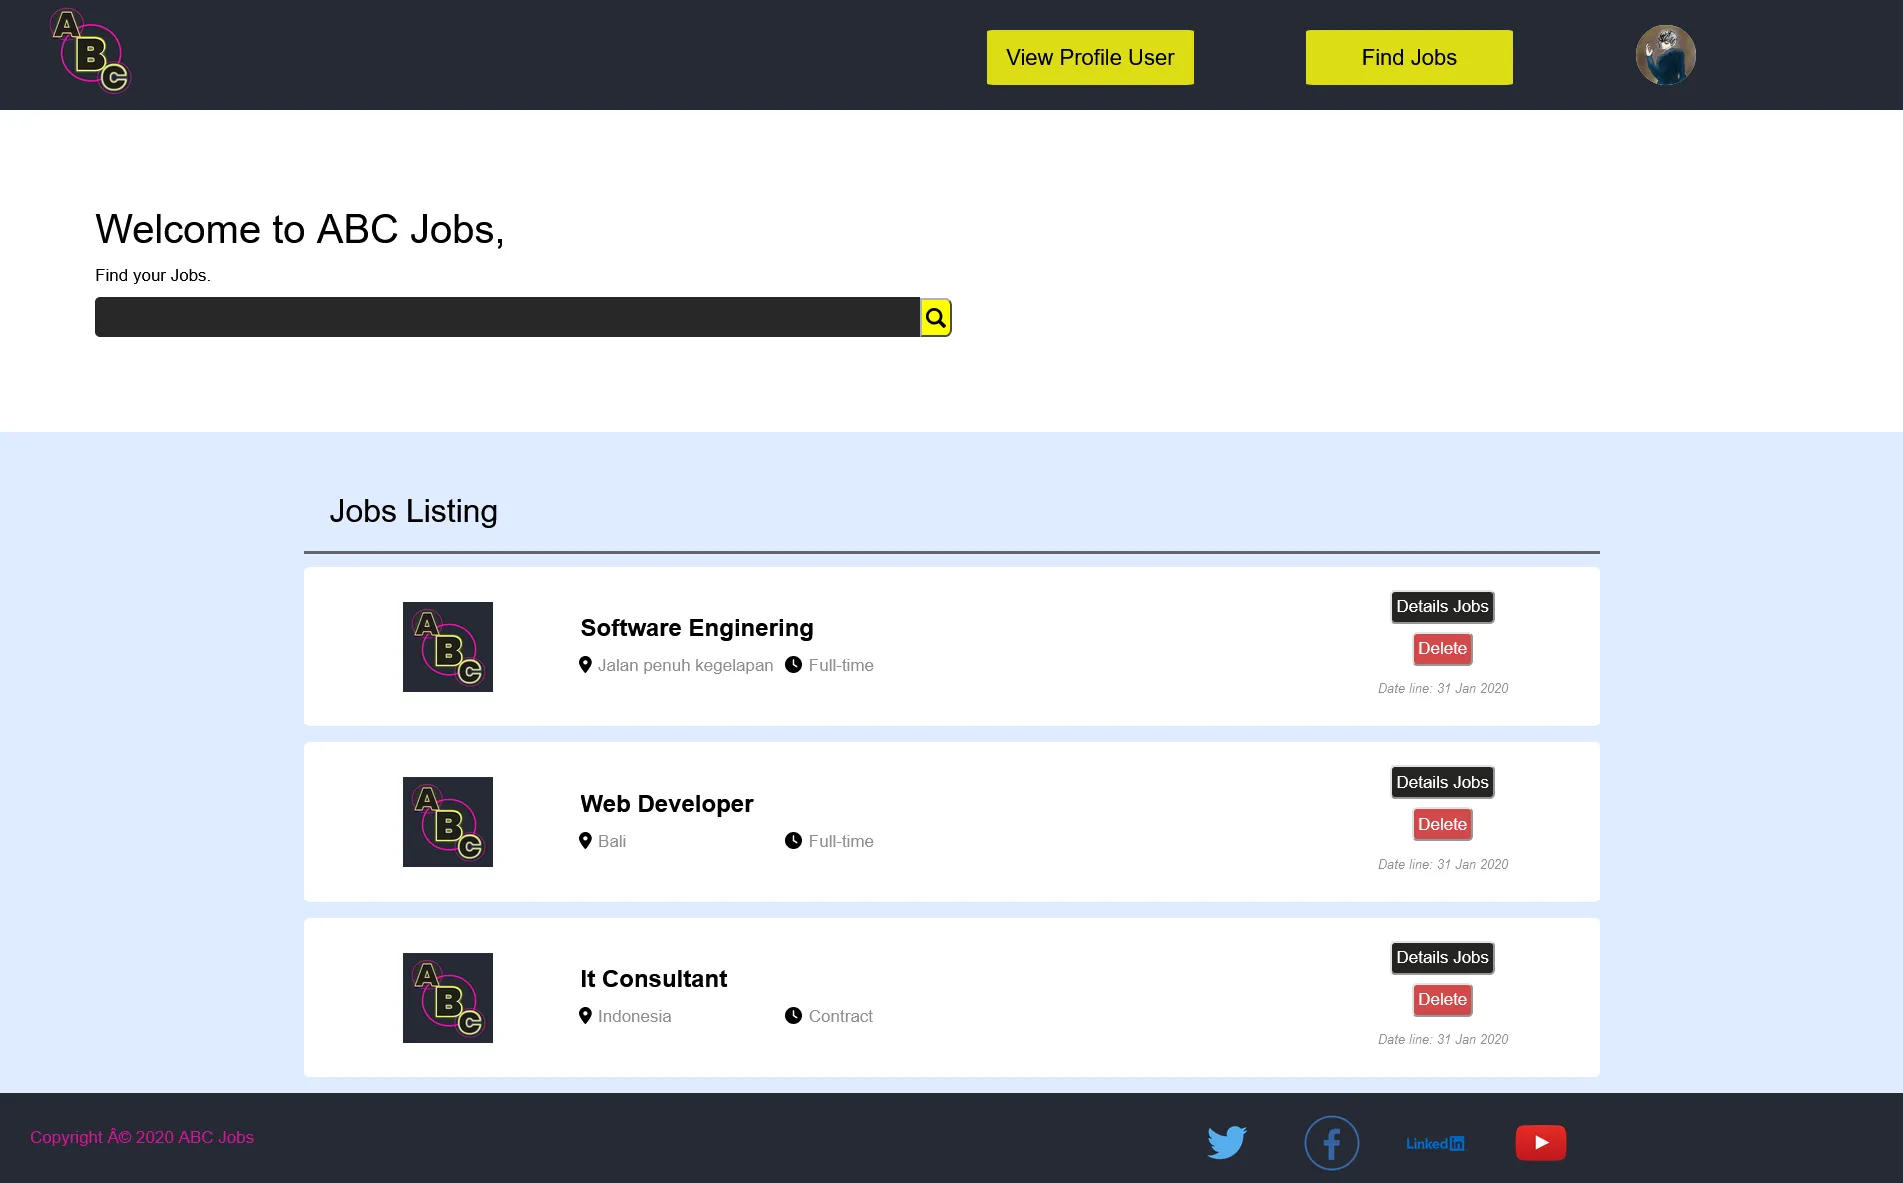 ABC
View Profile User
Find Jobs
Welcome to ABC Jobs,
Find your Jobs.
Jobs Listing
ABC
Software Enginering
Jalan penuh kegelapan
Full-time
Details Jobs
Delete
Date line: 31 Jan 2020
ABC
Web Developer
Bali
Full-time
Details Jobs
Delete
Date line: 31 Jan 2020
ABC
It Consultant
Indonesia
Contract
Details Jobs
Delete
Date line: 31 Jan 2020
Copyright Â© 2020 ABC Jobs
Linked in